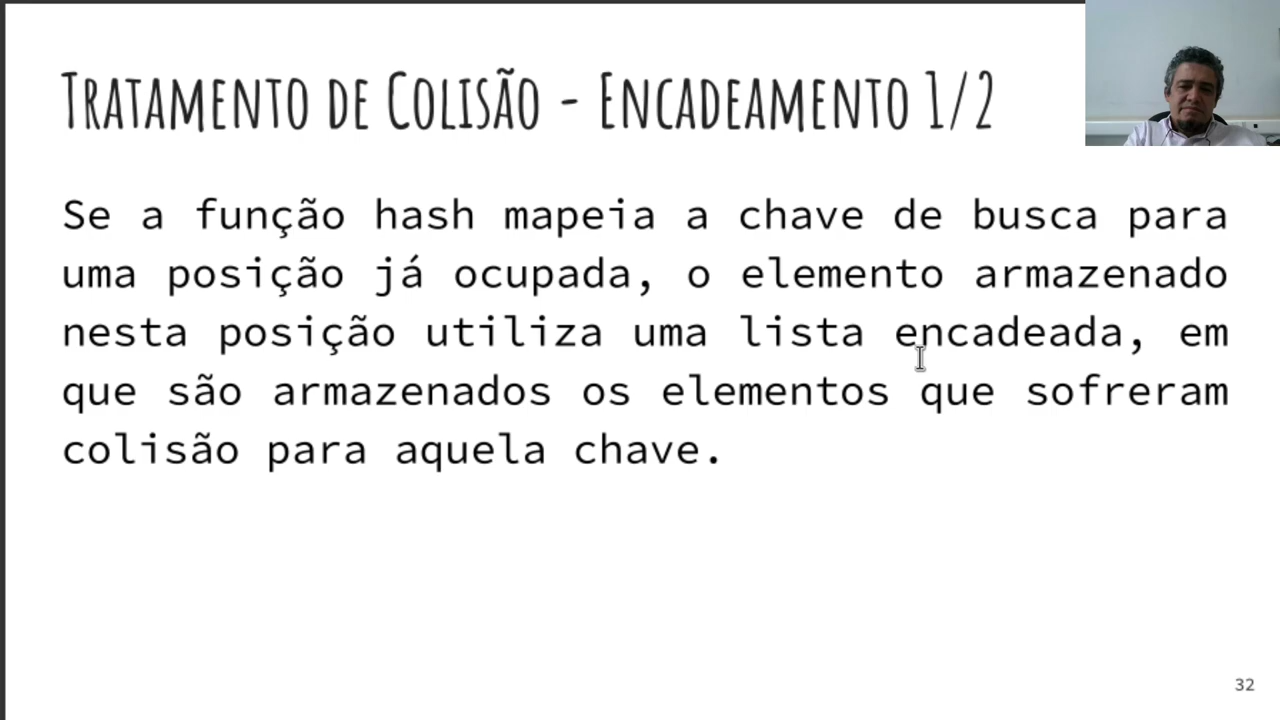 Tratamento de Colisão - Encadeamento 1/2
Se a função hash mapeia a chave de busca para
uma posição já ocupada, o elemento armazenado
nesta posição utiliza uma lista encadeada, em
que são armazenados os elementos que sofreram
colisão para aquela chave.
32